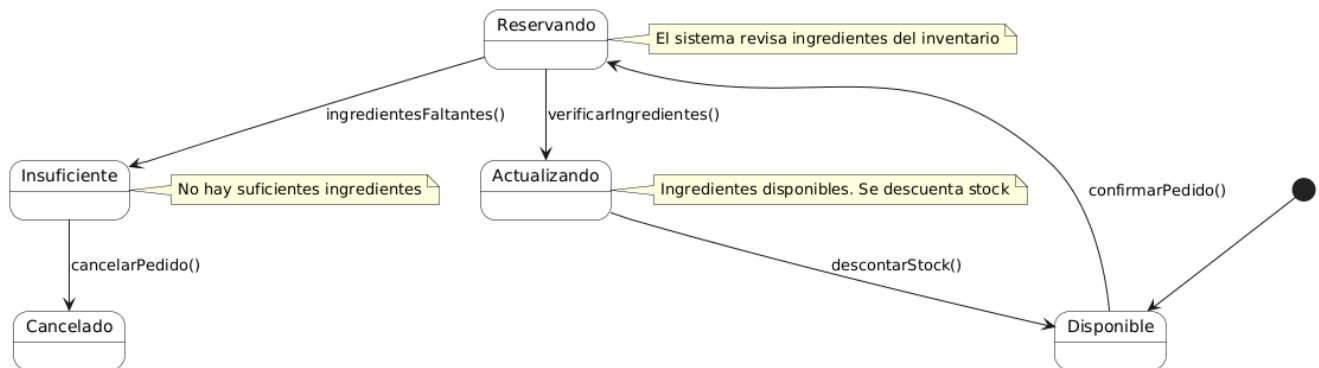 Reservando
El sistema revisa ingredientes del inventario
ingredientesFaltantes()
verificarIngredientes()
Insuficiente
No hay suficientes ingredientes
Actualizando
Ingredientes disponibles. Se descuenta stock
confirmarPedido()
cancelarPedido()
descontarStock()
Cancelado
Disponible